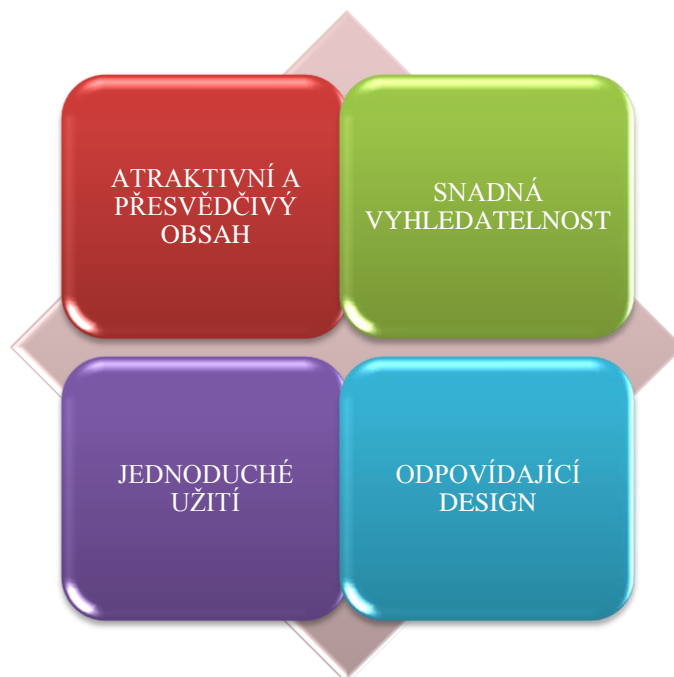 ATRAKTIVNÍ A
PŘESVĚDČIVÝ
OBSAH
SNADNÁ
VYHLEDATELNOST
JEDNODUCHÉ
UŽITÍ
ODPOVÍDAJÍCÍ
DESIGN